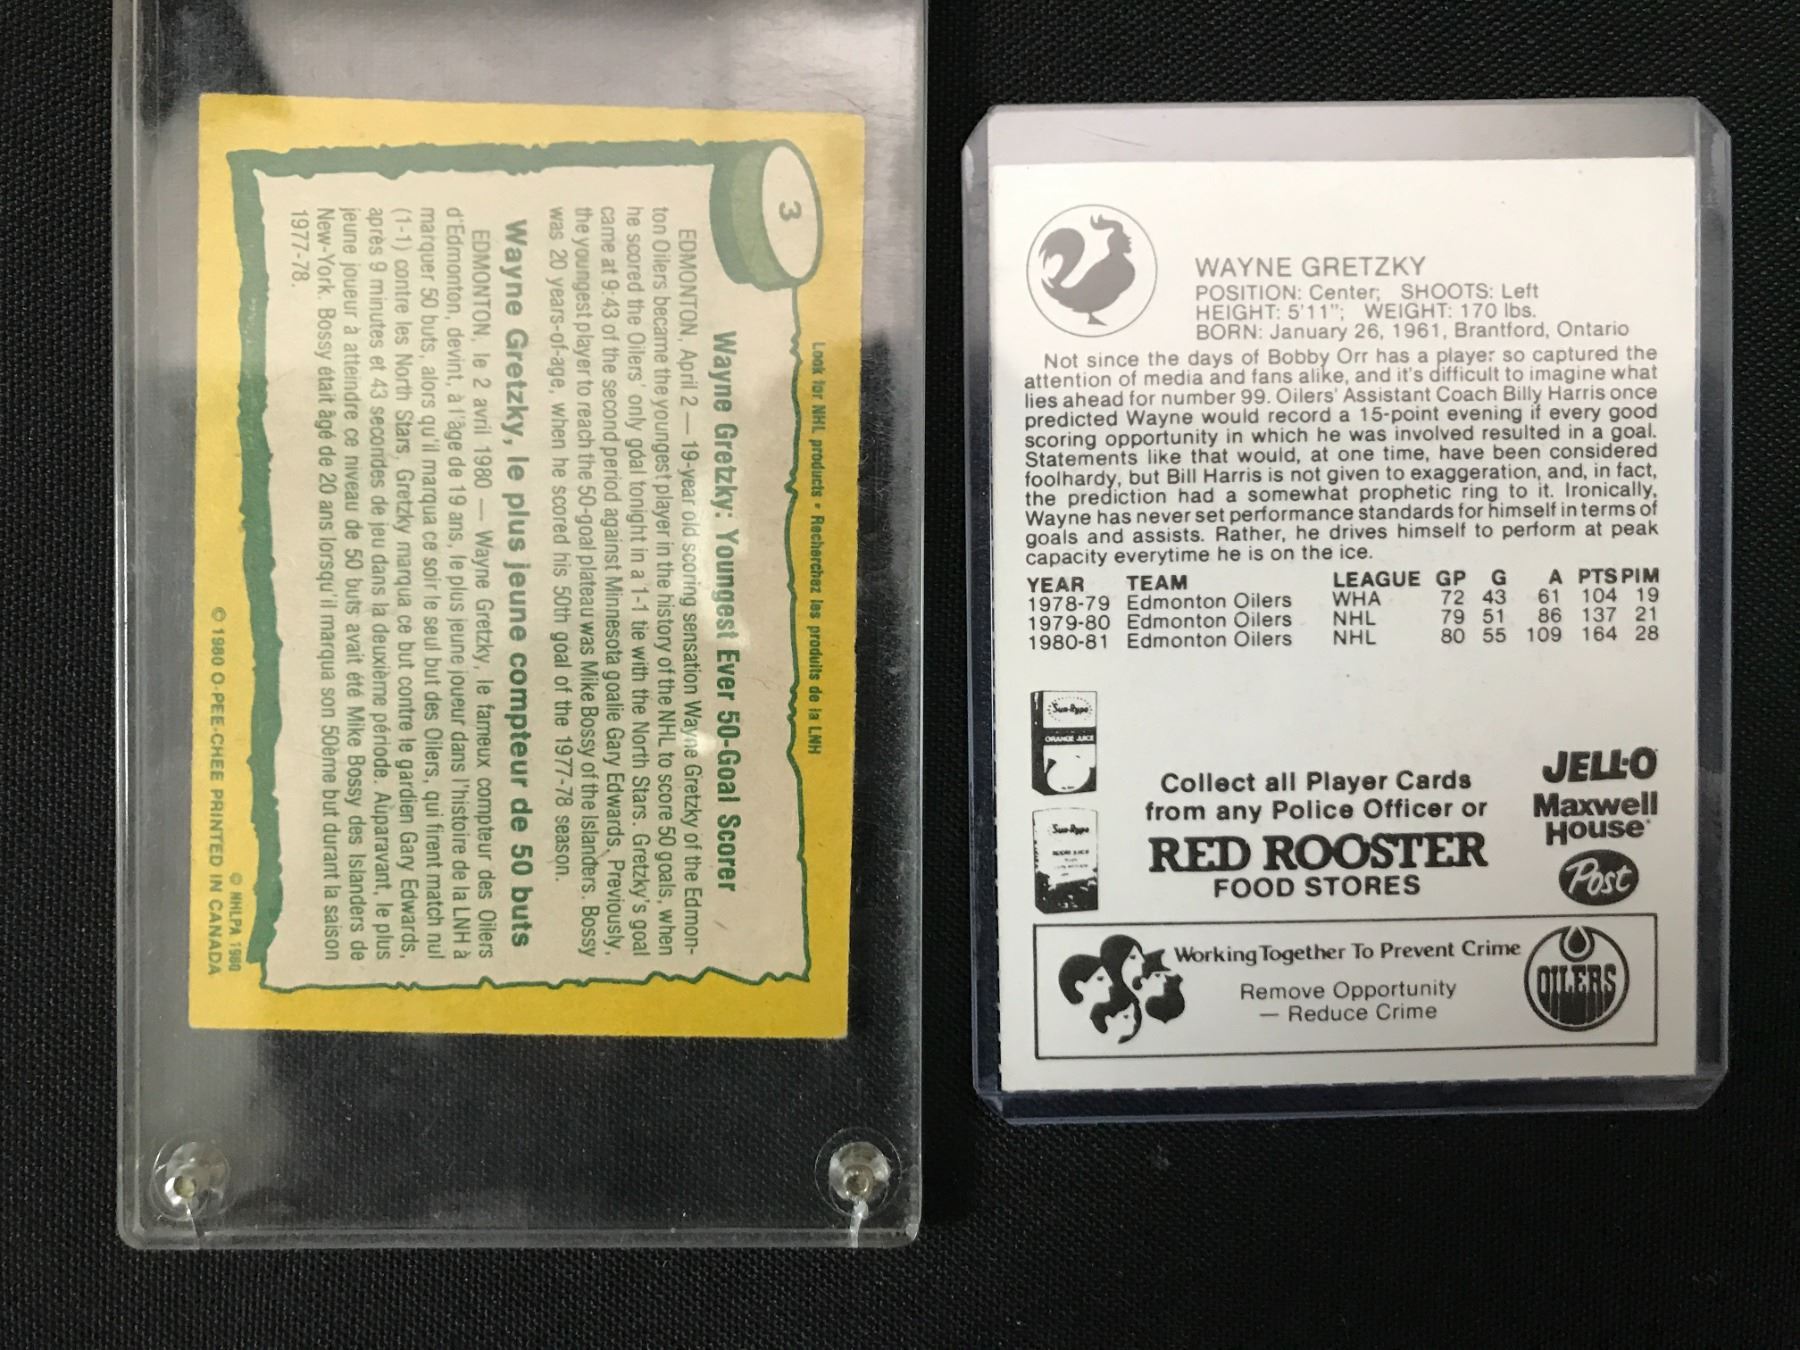 3
Look for NHL products • Recherchez les produits de la LNH
Wayne Gretzky: Youngest Ever 50-Goal Scorer
EDMONTON, April 2 — 19-year old scoring sensation Wayne Gretzky of the Edmon-
ton Oilers became the youngest player in the history of the NHL to score 50 goals, when
he scored the Oilers' only goal tonight in a 1-1 tie with the North Stars. Gretzky's goal
came at 9:43 of the second period against Minnesota goalie Gary Edwards. Previously,
the youngest player to reach the 50-goal plateau was Mike Bossy of the Islanders. Bossy
was 20 years-of-age, when he scored his 50th goal of the 1977-78 season.
Wayne Gretzky, le plus jeune compteur de 50 buts
EDMONTON, le 2 avril 1980 — Wayne Gretzky, le fameux compteur des Oilers
d'Edmonton, devint, à l'âge de 19 ans, le plus jeune joueur dans l'histoire de la LNH à
marquer 50 buts, alors qu'il marqua ce soir le seul but des Oilers, qui firent match nul
(1-1) contre les North Stars. Gretzky marqua ce but contre le gardien Gary Edwards,
après 9 minutes et 43 secondes de jeu dans la deuxième période. Auparavant, le plus
jeune joueur à atteindre ce niveau de 50 buts avait été Mike Bossy des Islanders de
New-York. Bossy était âgé de 20 ans lorsqu'il marqua son 50ème but durant la saison
1977-78.
© NHLPA 1980
© 1980 O-PEE-CHEE PRINTED IN CANADA
WAYNE GRETZKY
POSITION: Center; SHOOTS: Left
HEIGHT: 5'11"; WEIGHT: 170 lbs.
BORN: January 26, 1961, Brantford, Ontario
Not since the days of Bobby Orr has a player so captured the
attention of media and fans alike, and it's difficult to imagine what
lies ahead for number 99. Oilers' Assistant Coach Billy Harris once
predicted Wayne would record a 15-point evening if every good
scoring opportunity in which he was involved resulted in a goal.
Statements like that would, at one time, have been considered
foolhardy, but Bill Harris is not given to exaggeration, and, in fact,
the prediction had a somewhat prophetic ring to it. Ironically,
Wayne has never set performance standards for himself in terms of
goals and assists. Rather, he drives himself to perform at peak
capacity everytime he is on the ice.
YEAR TEAM LEAGUE GP G A PTS PIM
1978-79 Edmonton Oilers WHA 72 43 61 104 19
1979-80 Edmonton Oilers NHL 79 51 86 137 21
1980-81 Edmonton Oilers NHL 80 55 109 164 28
Sun-Rype
ORANGE JUICE
Sun-Rype
Collect all Player Cards
from any Police Officer or
RED ROOSTER
FOOD STORES
JELL-O
Maxwell
House
Post
Working Together To Prevent Crime
Remove Opportunity
— Reduce Crime
OILERS